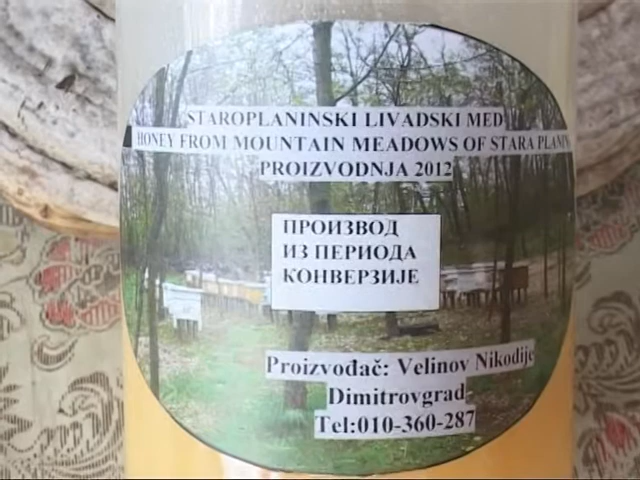 STAROPLANINSKI LIVADSKI MED
HONEY FROM MOUNTAIN MEADOWS OF STARA PLANIN
PROIZVODNJA 2012
ПРОИЗВОД
ИЗ ПЕРИОДА
КОНВЕРЗИЈЕ
Proizvođač: Velinov Nikodije
Dimitrovgrad
Tel:010-360-287